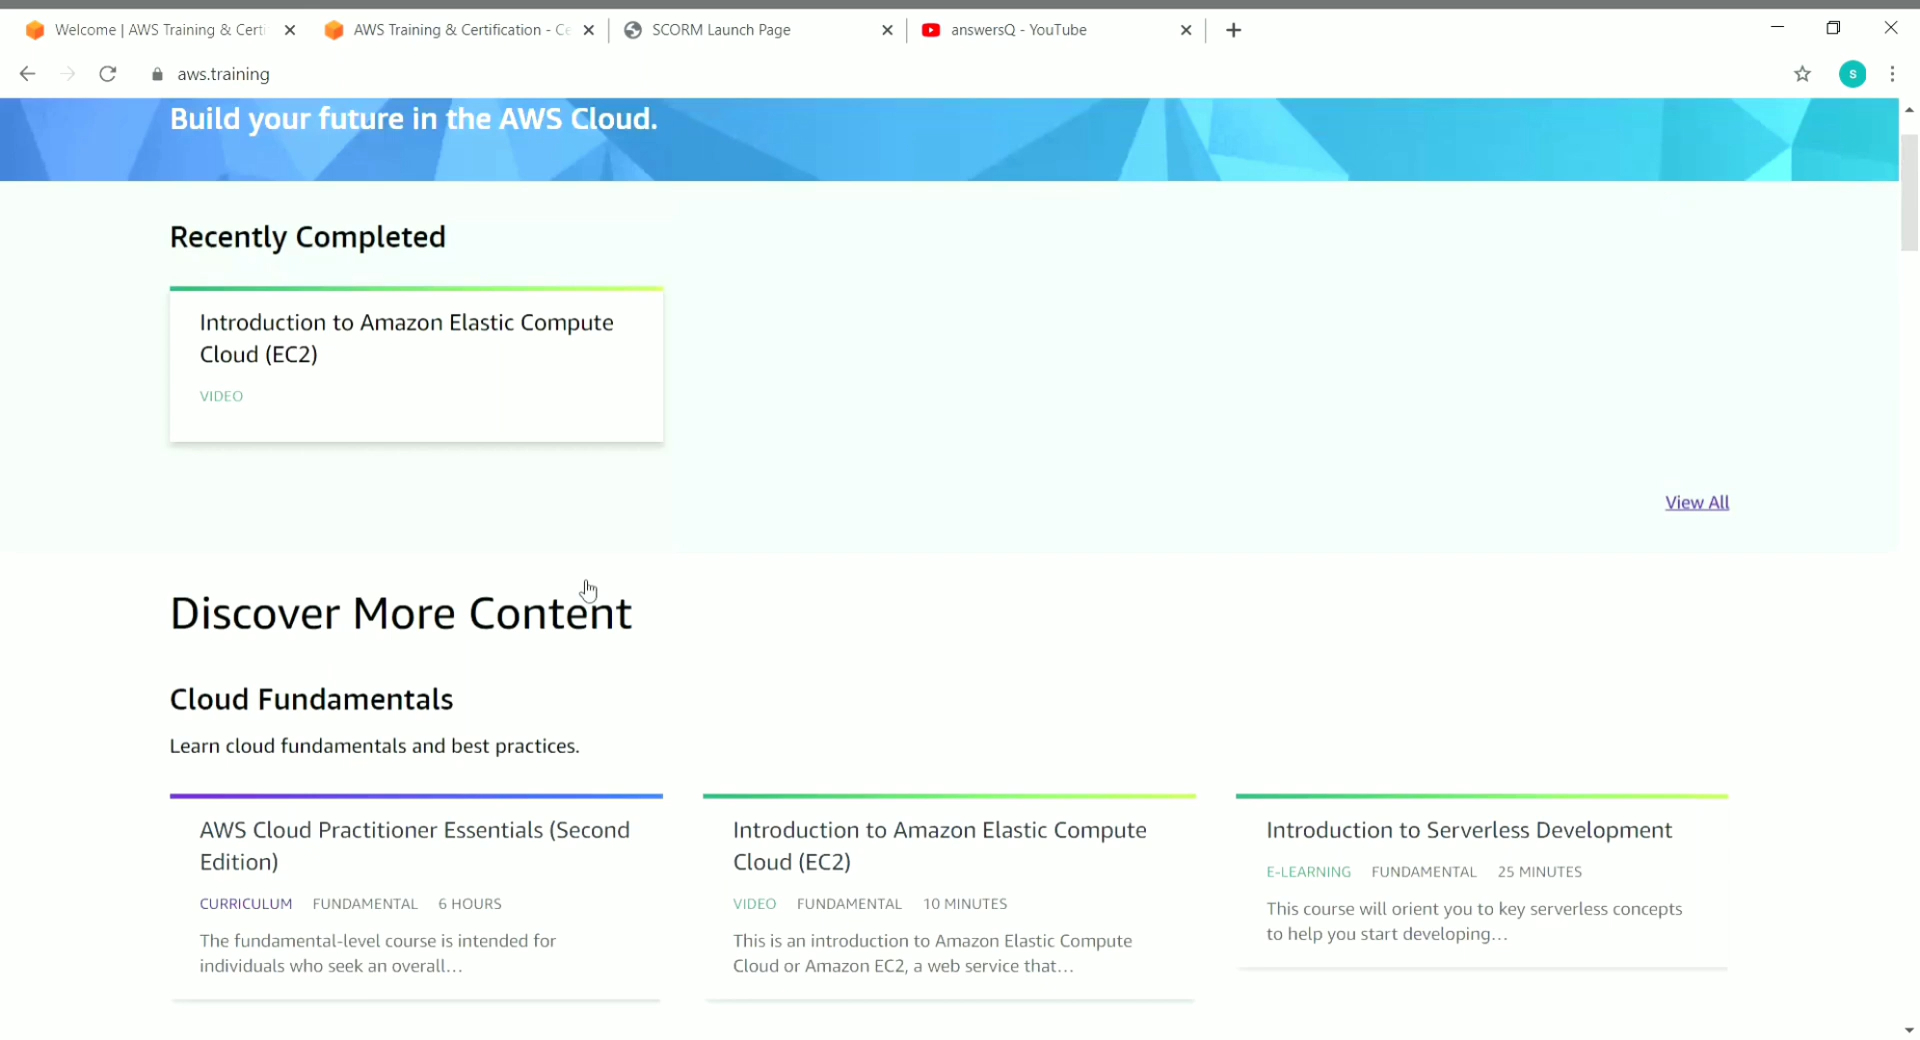 Welcome | AWS Training & Certi
AWS Training & Certification - Ce
SCORM Launch Page
answersQ - YouTube
aws.training
S
Build your future in the AWS Cloud.
Recently Completed
Introduction to Amazon Elastic Compute
Cloud (EC2)
VIDEO
View All
Discover More Content
Cloud Fundamentals
Learn cloud fundamentals and best practices.
AWS Cloud Practitioner Essentials (Second
Edition)
CURRICULUM FUNDAMENTAL 6 HOURS
The fundamental-level course is intended for
individuals who seek an overall...
Introduction to Amazon Elastic Compute
Cloud (EC2)
VIDEO FUNDAMENTAL 10 MINUTES
This is an introduction to Amazon Elastic Compute
Cloud or Amazon EC2, a web service that...
Introduction to Serverless Development
E-LEARNING FUNDAMENTAL 25 MINUTES
This course will orient you to key serverless concepts
to help you start developing...